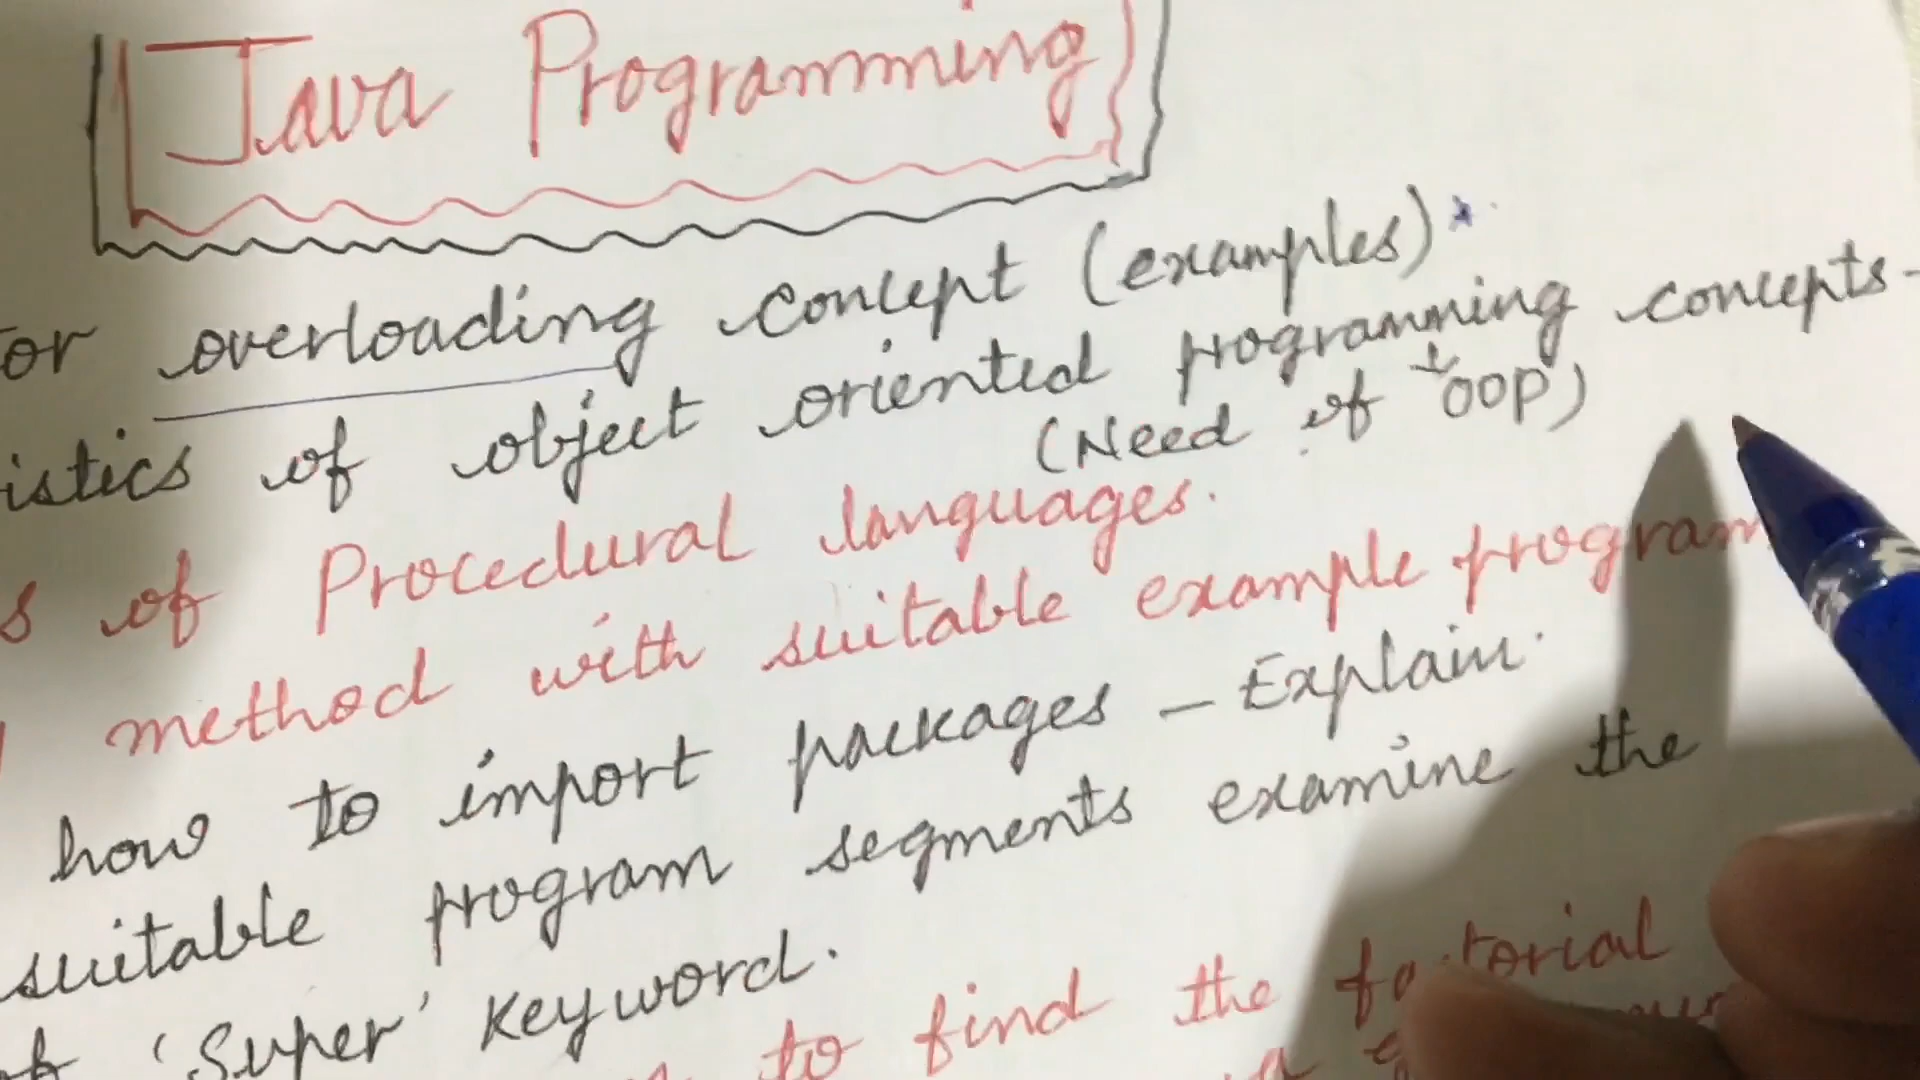 Java Programming
or overloading concept (examples)*
istics of object oriented programming concepts -
(Need of OOP)
s of Procedural languages.
method with suitable example program
how to import packages - Explain.
suitable program segments examine the
of 'Super' Keyword.
to find the factorial
a